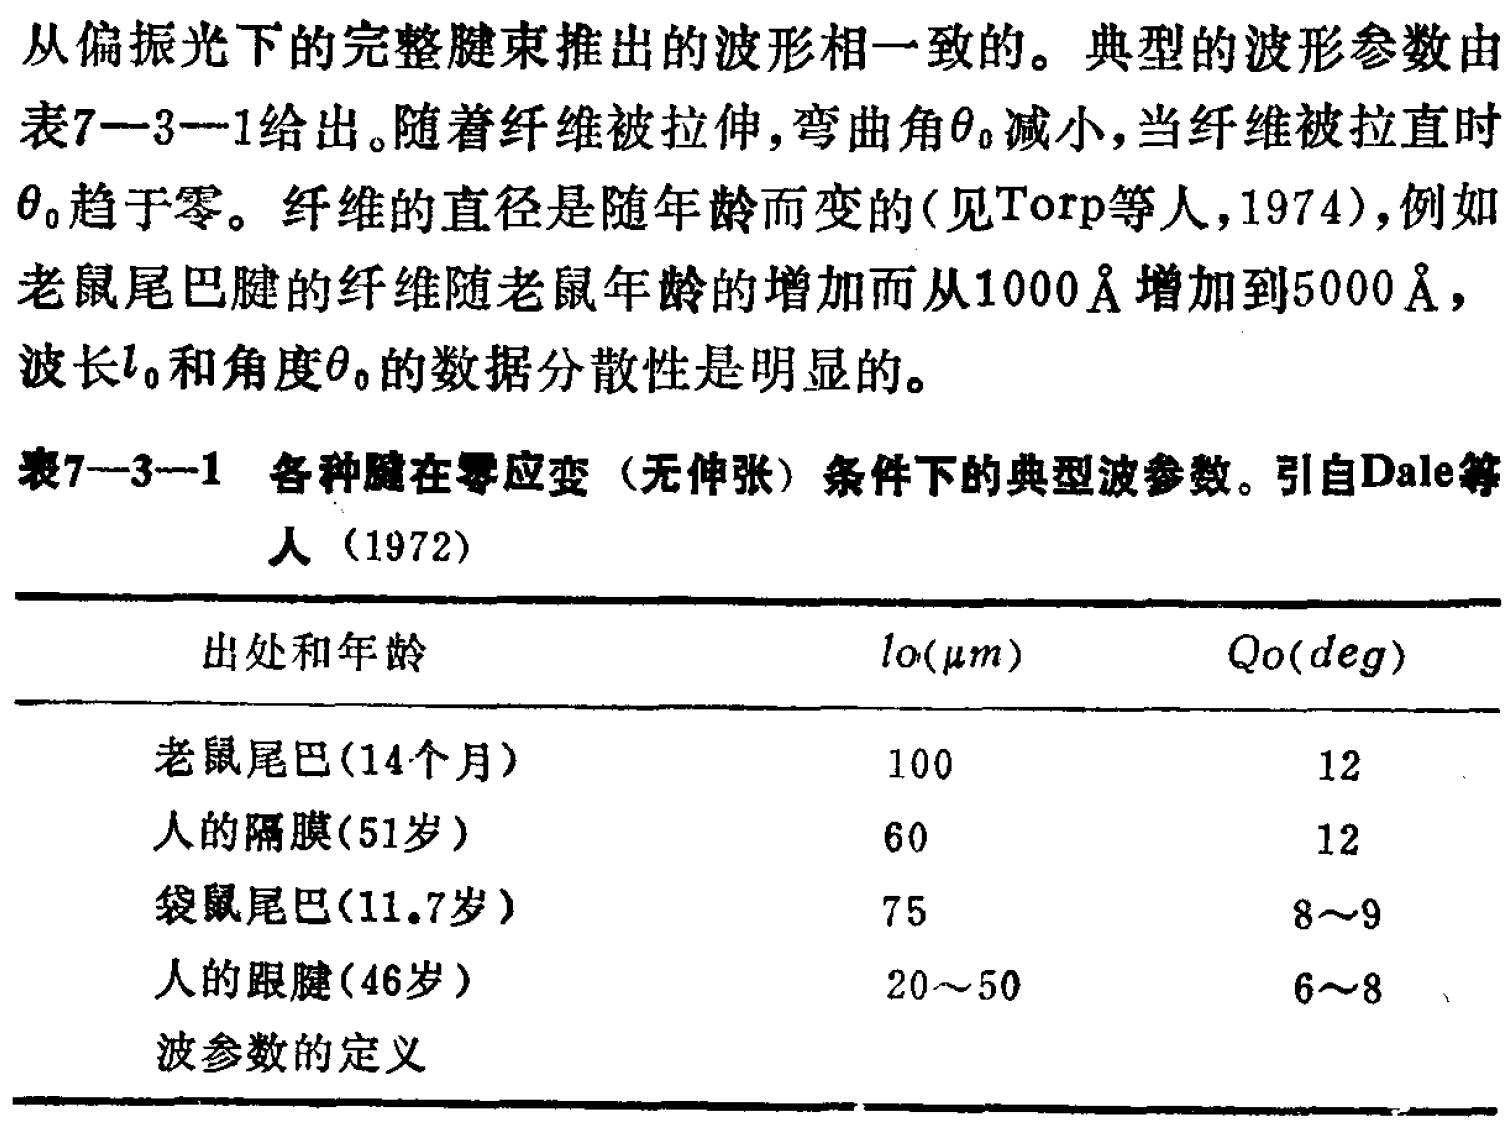 从偏振光下的完整腱束推出的波形相一致的。典型的波形参数由
表7—3—1给出。随着纤维被拉伸,弯曲角θ₀减小,当纤维被拉直时
θ₀趋于零。纤维的直径是随年龄而变的(见Torp等人,1974),例如
老鼠尾巴腱的纤维随老鼠年龄的增加而从1000Å增加到5000Å,
波长l₀和角度θ₀的数据分散性是明显的。
表7—3—1 各种腱在零应变（无伸张）条件下的典型波参数。引自Dale等
人（1972）
出处和年龄 lo(μm) Qo(deg)
老鼠尾巴(14个月) 100 12
人的隔膜(51岁) 60 12
袋鼠尾巴(11.7岁) 75 8～9
人的跟腱(46岁) 20～50 6～8
波参数的定义